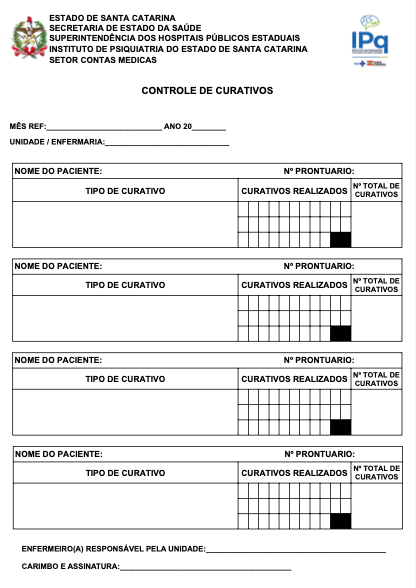 ESTADO DE SANTA CATARINA
SECRETARIA DE ESTADO DA SAÚDE
SUPERINTENDÊNCIA DOS HOSPITAIS PÚBLICOS ESTADUAIS
INSTITUTO DE PSIQUIATRIA DO ESTADO DE SANTA CATARINA
SETOR CONTAS MEDICAS
IPq
CONTROLE DE CURATIVOS
MÊS REF:____________________________ ANO 20________
UNIDADE / ENFERMARIA:______________________________
NOME DO PACIENTE: Nº PRONTUARIO:
TIPO DE CURATIVO CURATIVOS REALIZADOS Nº TOTAL DE CURATIVOS
NOME DO PACIENTE: Nº PRONTUARIO:
TIPO DE CURATIVO CURATIVOS REALIZADOS Nº TOTAL DE CURATIVOS
NOME DO PACIENTE: Nº PRONTUARIO:
TIPO DE CURATIVO CURATIVOS REALIZADOS Nº TOTAL DE CURATIVOS
NOME DO PACIENTE: Nº PRONTUARIO:
TIPO DE CURATIVO CURATIVOS REALIZADOS Nº TOTAL DE CURATIVOS
ENFERMEIRO(A) RESPONSÁVEL PELA UNIDADE:___________________________________________
CARIMBO E ASSINATURA:_________________________________________